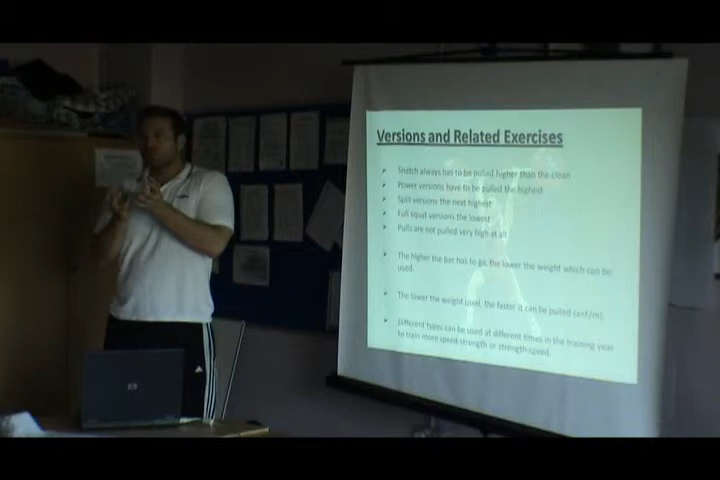 Versions and Related Exercises
Snatch always has to be pulled higher than the clean
Power versions have to be pulled the highest
Split versions the next highest
Full squat versions the lowest
Pulls are not pulled very high at all
The higher the bar has to go, the lower the weight which can be
used.
The lower the weight used, the faster it can be pulled (a=f/m).
Different types can be used at different times in the training year
to train more speed-strength or strength-speed.
hp